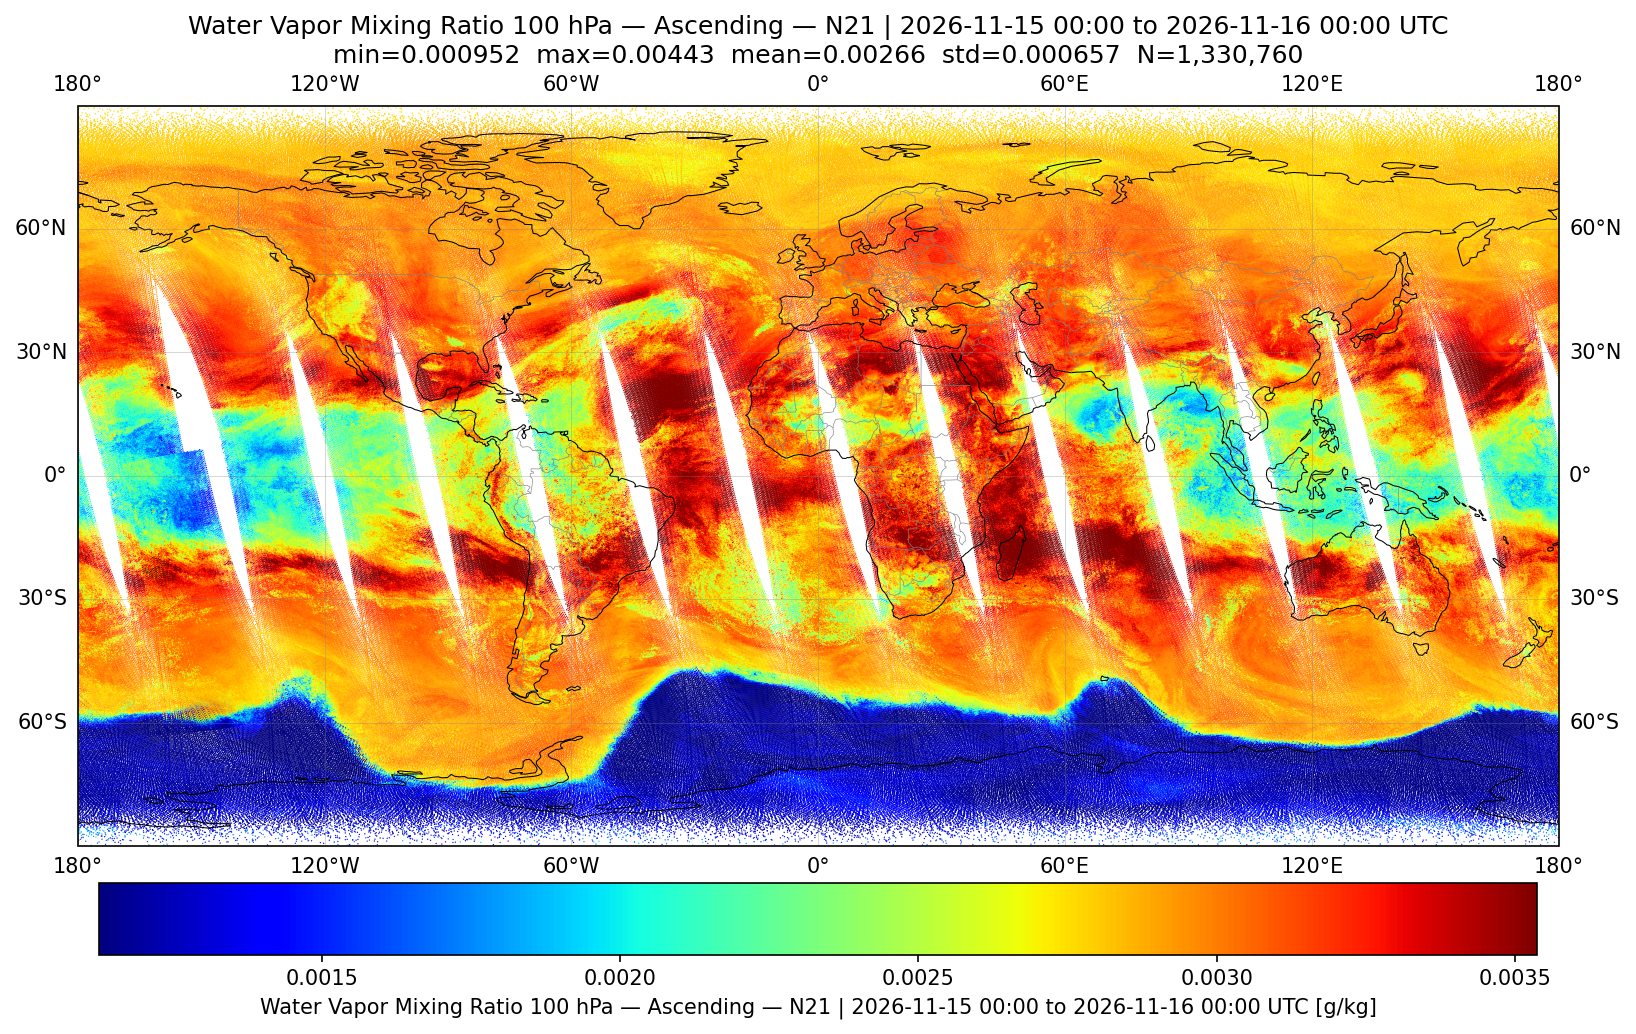 Water Vapor Mixing Ratio 100 hPa — Ascending — N21 | 2026-11-15 00:00 to 2026-11-16 00:00 UTC
min=0.000952  max=0.00443  mean=0.00266  std=0.000657  N=1,330,760
180° 120°W 60°W 0° 60°E 120°E 180°
60°N 60°N
30°N 30°N
0° 0°
30°S 30°S
60°S 60°S
180° 120°W 60°W 0° 60°E 120°E 180°
0.0015 0.0020 0.0025 0.0030 0.0035
Water Vapor Mixing Ratio 100 hPa — Ascending — N21 | 2026-11-15 00:00 to 2026-11-16 00:00 UTC [g/kg]